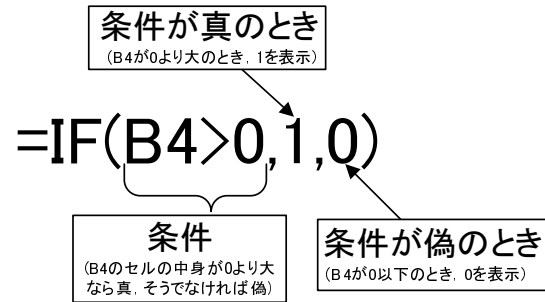 条件が真のとき
(B4が0より大のとき，1を表示)
=IF(B4>0,1,0)
条件
(B4のセルの中身が0より大
なら真，そうでなければ偽)
条件が偽のとき
(B4が0以下のとき，0を表示)